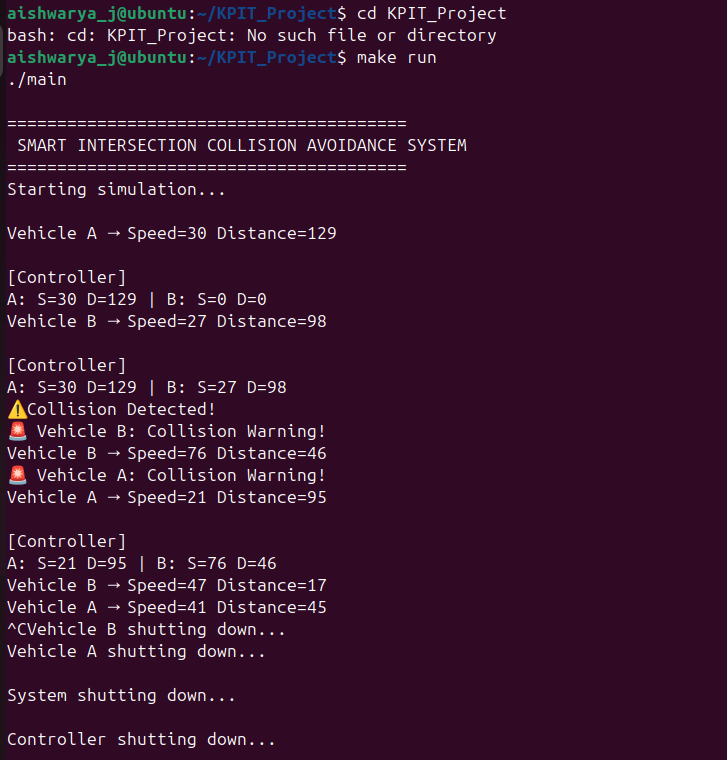 aishwarya_j@ubuntu:~/KPIT_Project$ cd KPIT_Project
bash: cd: KPIT_Project: No such file or directory
aishwarya_j@ubuntu:~/KPIT_Project$ make run
./main
========================================
SMART INTERSECTION COLLISION AVOIDANCE SYSTEM
========================================
Starting simulation...
Vehicle A → Speed=30 Distance=129
[Controller]
A: S=30 D=129 | B: S=0 D=0
Vehicle B → Speed=27 Distance=98
[Controller]
A: S=30 D=129 | B: S=27 D=98
⚠️Collision Detected!
🚨 Vehicle B: Collision Warning!
Vehicle B → Speed=76 Distance=46
🚨 Vehicle A: Collision Warning!
Vehicle A → Speed=21 Distance=95
[Controller]
A: S=21 D=95 | B: S=76 D=46
Vehicle B → Speed=47 Distance=17
Vehicle A → Speed=41 Distance=45
^CVehicle B shutting down...
Vehicle A shutting down...
System shutting down...
Controller shutting down...